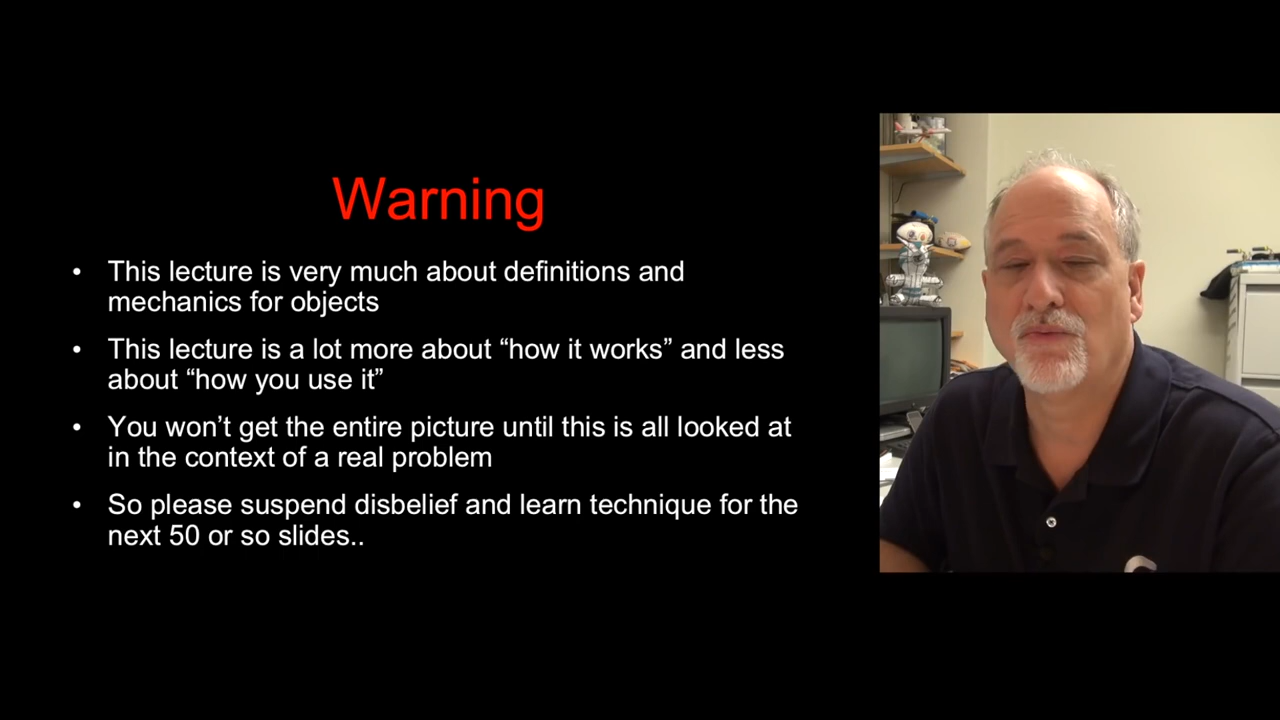 Warning
• This lecture is very much about definitions and
mechanics for objects
• This lecture is a lot more about “how it works” and less
about “how you use it”
• You won’t get the entire picture until this is all looked at
in the context of a real problem
• So please suspend disbelief and learn technique for the
next 50 or so slides..